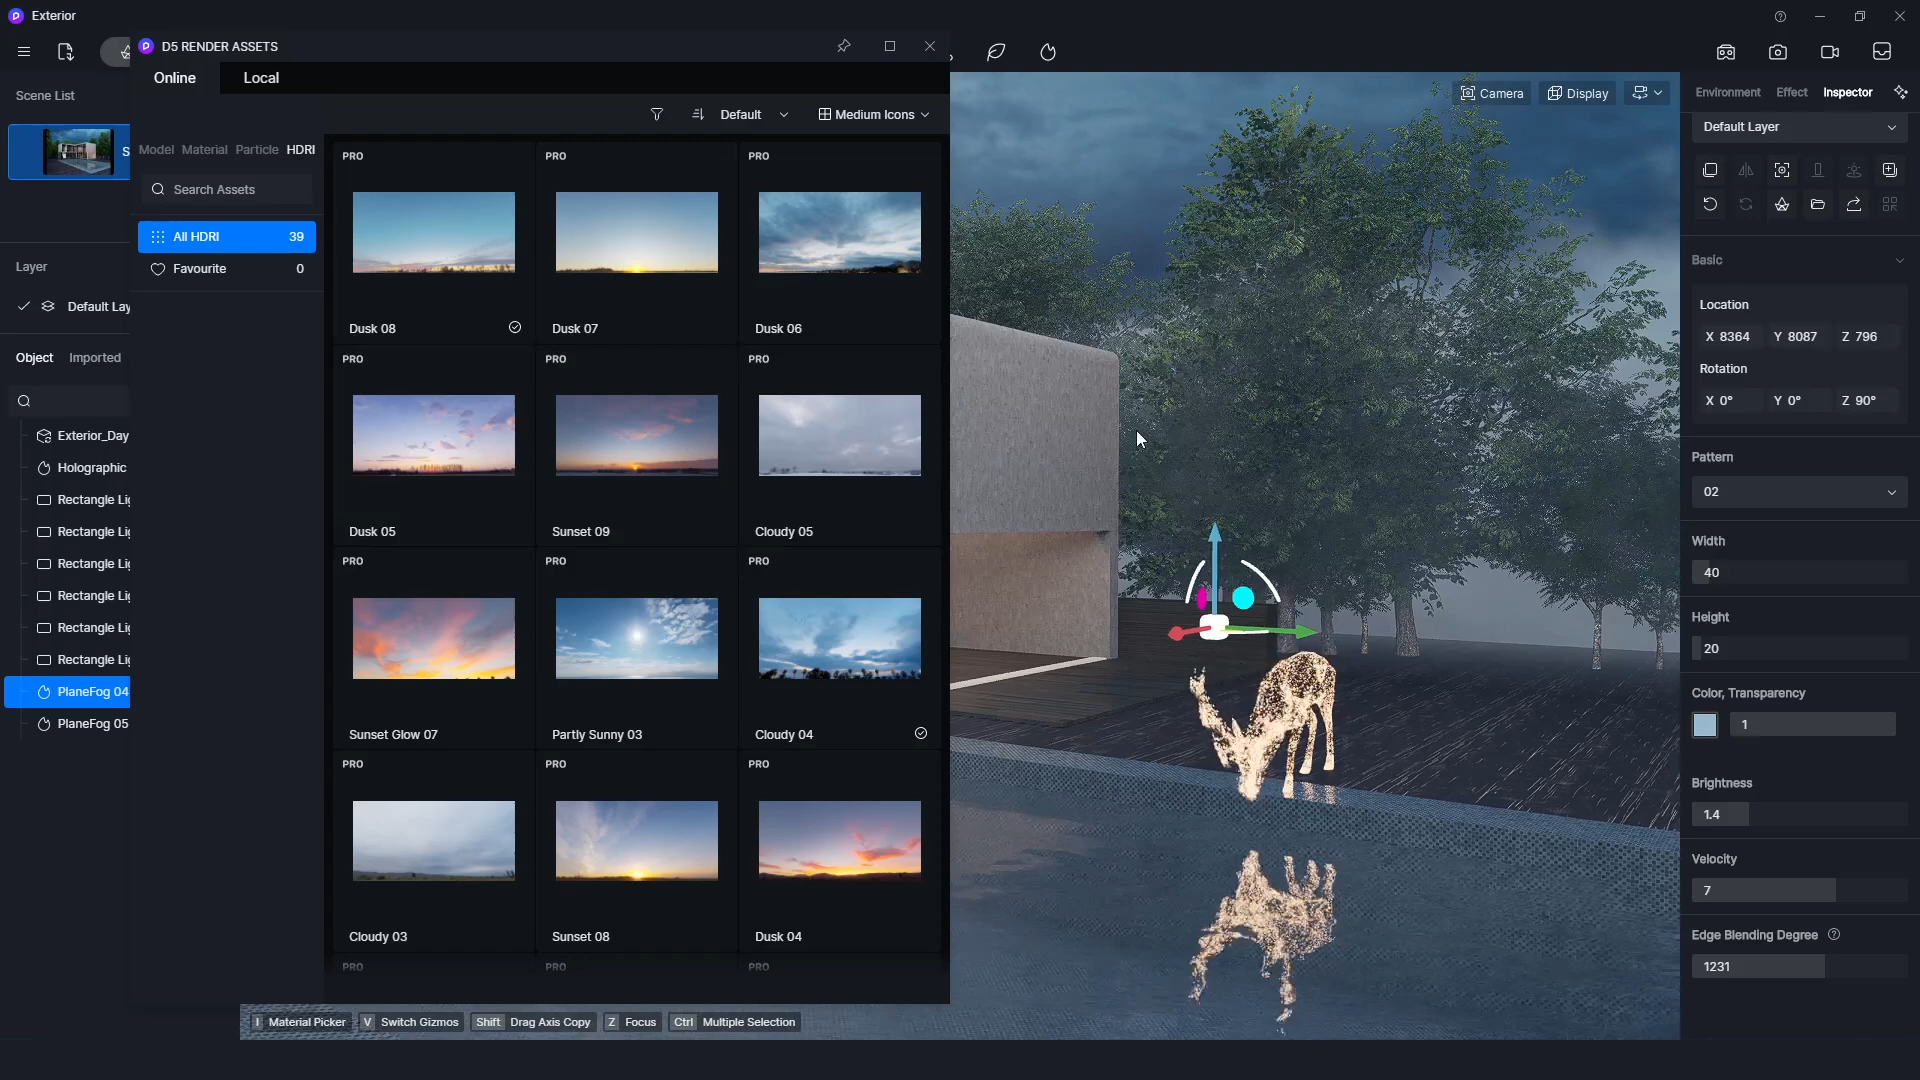 Exterior
D5 RENDER ASSETS
Online
Local
Camera
Display
Environment
Effect
Inspector
Scene List
Default
Medium Icons
Default Layer
S
Model
Material
Particle
HDRI
PRO
PRO
PRO
Search Assets
All HDRI
39
Favourite
0
Dusk 08
Dusk 07
Dusk 06
PRO
PRO
PRO
Dusk 05
Sunset 09
Cloudy 05
PRO
PRO
PRO
Sunset Glow 07
Partly Sunny 03
Cloudy 04
PRO
PRO
PRO
Cloudy 03
Sunset 08
Dusk 04
PRO
PRO
PRO
Layer
Default Lay
Object
Imported
Exterior_Day
Holographic
Rectangle Lig
Rectangle Lig
Rectangle Lig
Rectangle Lig
Rectangle Lig
Rectangle Lig
PlaneFog 04
PlaneFog 05
Basic
Location
X 8364
Y 8087
Z 796
Rotation
X 0°
Y 0°
Z 90°
Pattern
02
Width
40
Height
20
Color, Transparency
1
Brightness
1.4
Velocity
7
Edge Blending Degree
1231
I Material Picker
V Switch Gizmos
Shift Drag Axis Copy
Z Focus
Ctrl Multiple Selection